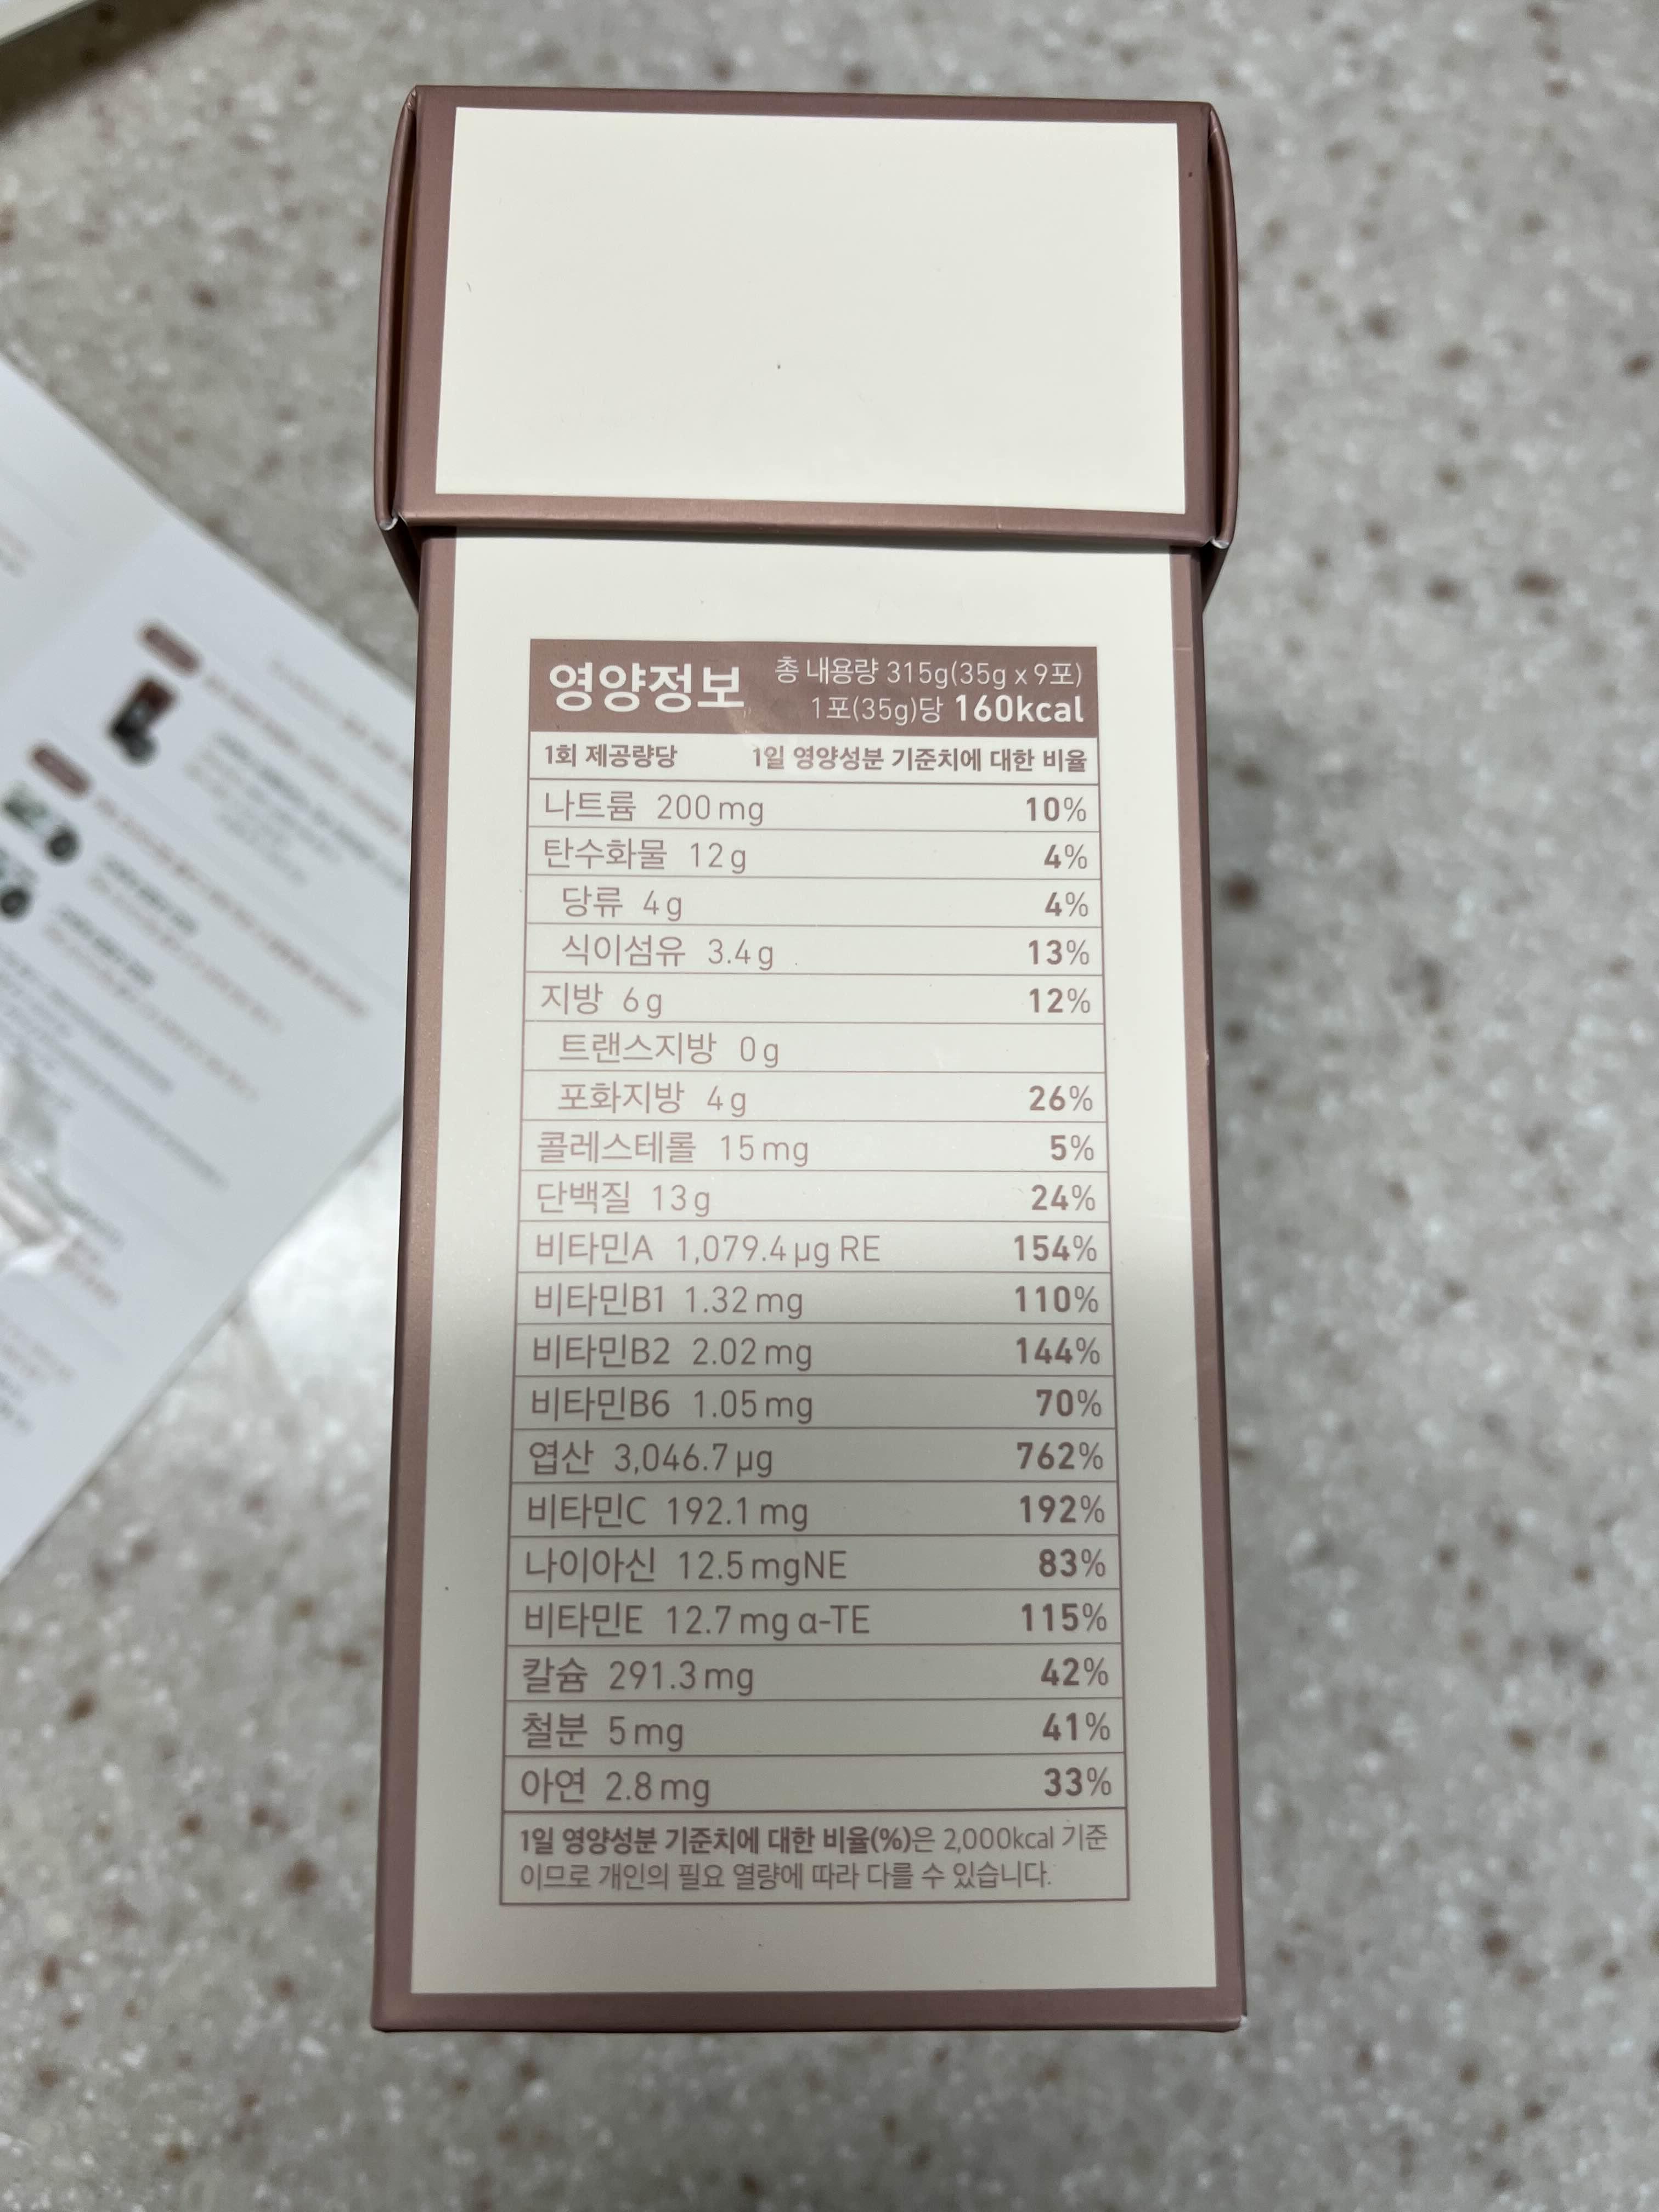 영양정보
총 내용량 315g(35g x 9포)
1포(35g)당 160kcal
1회 제공량당 1일 영양성분 기준치에 대한 비율
나트륨 200mg 10%
탄수화물 12g 4%
당류 4g 4%
식이섬유 3.4g 13%
지방 6g 12%
트랜스지방 0g
포화지방 4g 26%
콜레스테롤 15mg 5%
단백질 13g 24%
비타민A 1,079.4µg RE 154%
비타민B1 1.32mg 110%
비타민B2 2.02mg 144%
비타민B6 1.05mg 70%
엽산 3,046.7µg 762%
비타민C 192.1mg 192%
나이아신 12.5mgNE 83%
비타민E 12.7mg α-TE 115%
칼슘 291.3mg 42%
철분 5mg 41%
아연 2.8mg 33%
1일 영양성분 기준치에 대한 비율(%)은 2,000kcal 기준
이므로 개인의 필요 열량에 따라 다를 수 있습니다.